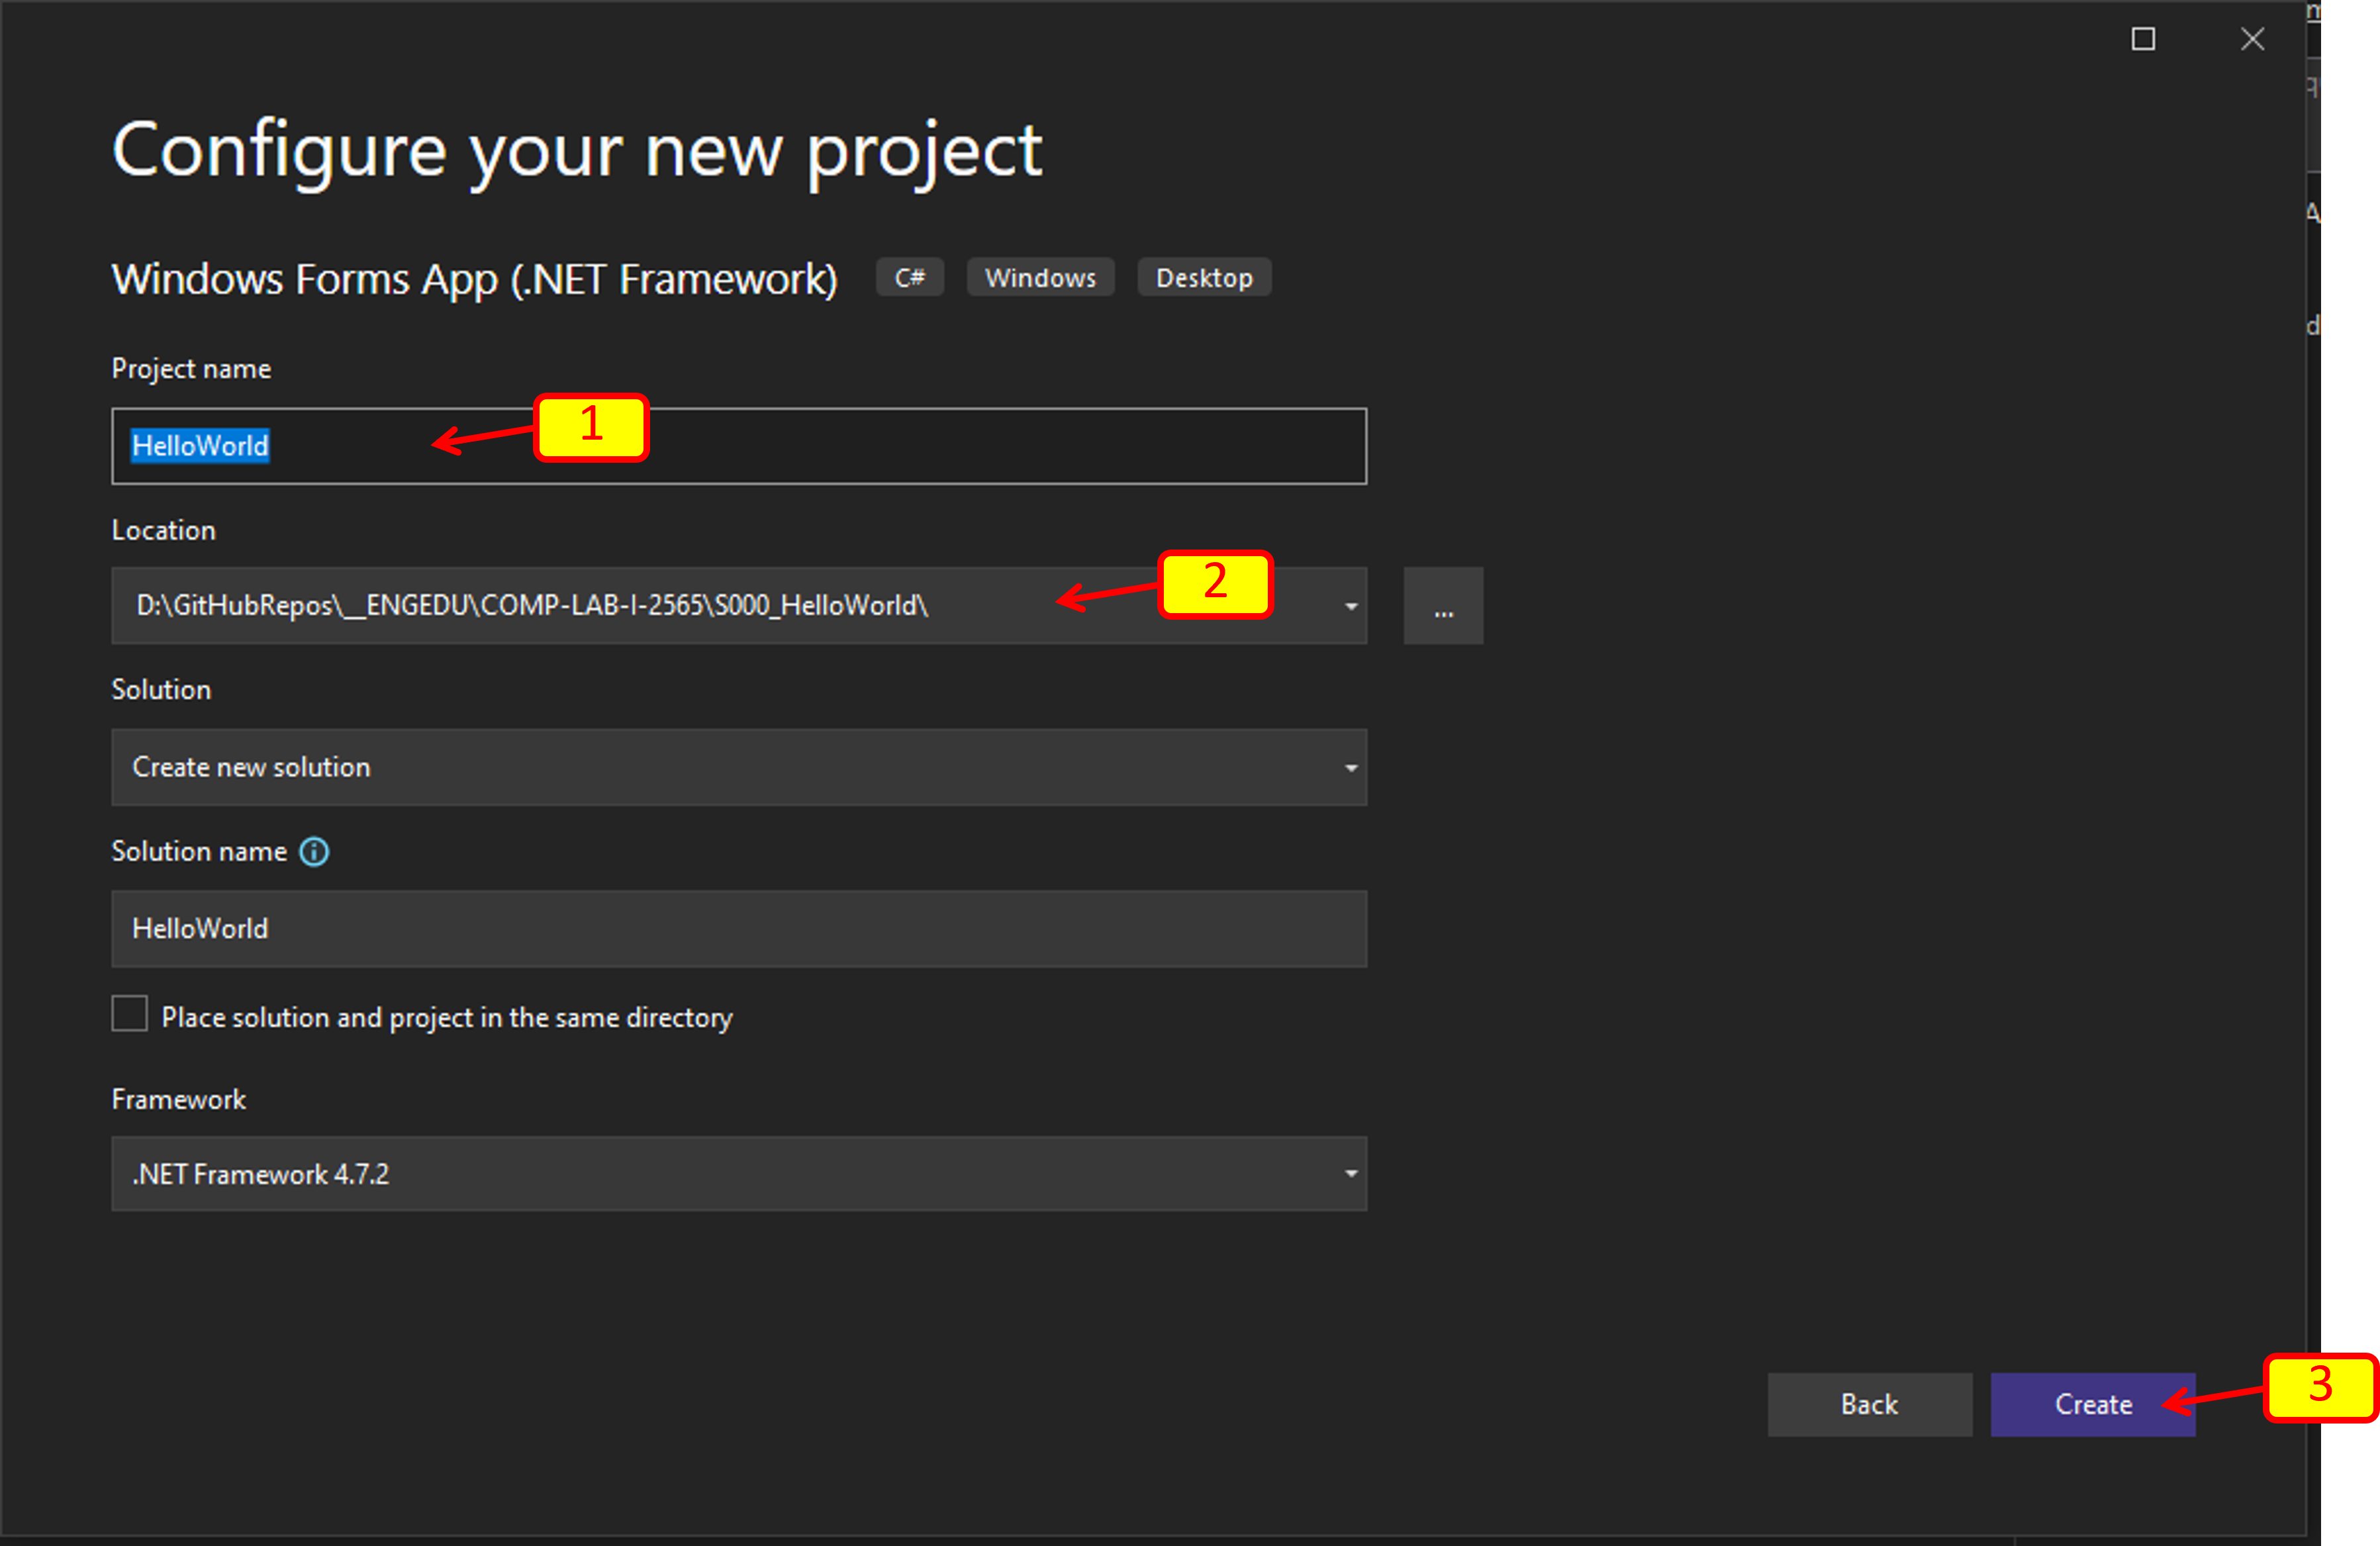 Configure your new project
Windows Forms App (.NET Framework) C# Windows Desktop
Project name
HelloWorld
1
Location
D:\GitHubRepos\__ENGEDU\COMP-LAB-I-2565\S000_HelloWorld\
2
...
Solution
Create new solution
Solution name
HelloWorld
Place solution and project in the same directory
Framework
.NET Framework 4.7.2
Back
Create
3